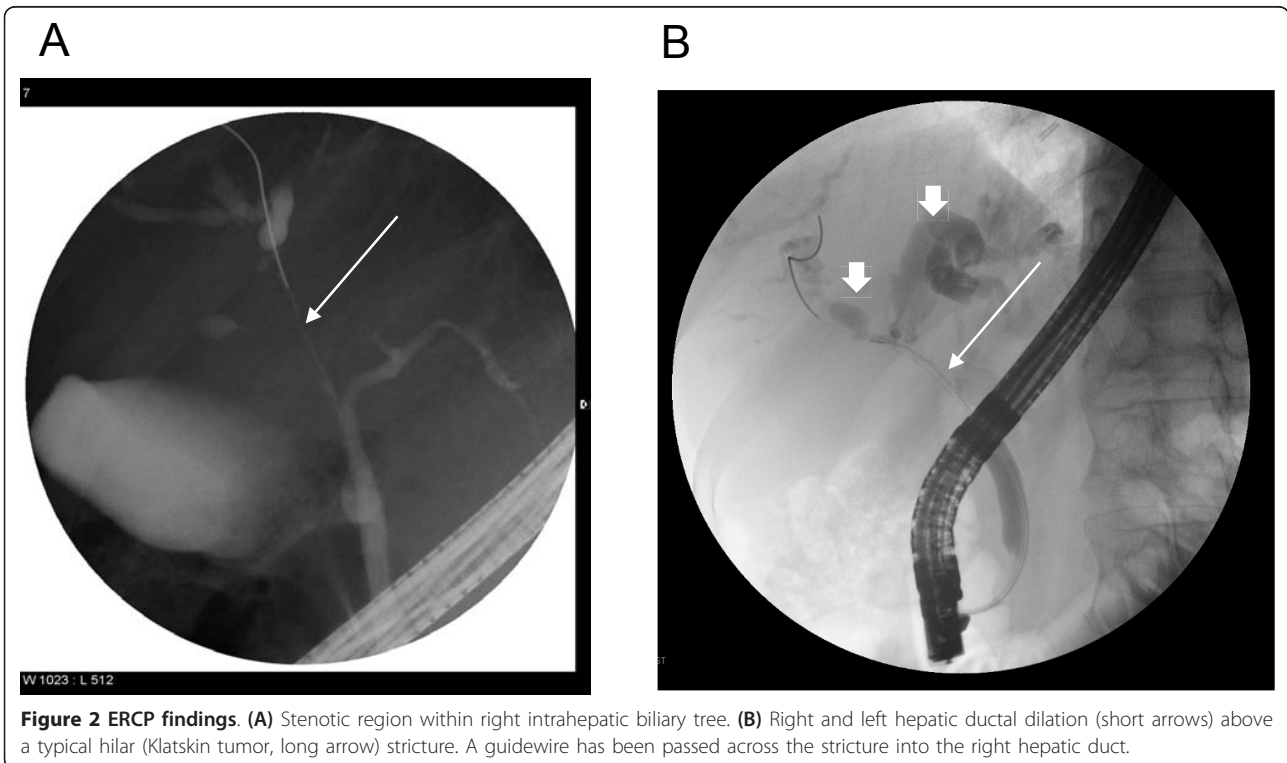 A
B
7
D
W 1023 : L 512
ST
Figure 2 ERCP findings. (A) Stenotic region within right intrahepatic biliary tree. (B) Right and left hepatic ductal dilation (short arrows) above
a typical hilar (Klatskin tumor, long arrow) stricture. A guidewire has been passed across the stricture into the right hepatic duct.